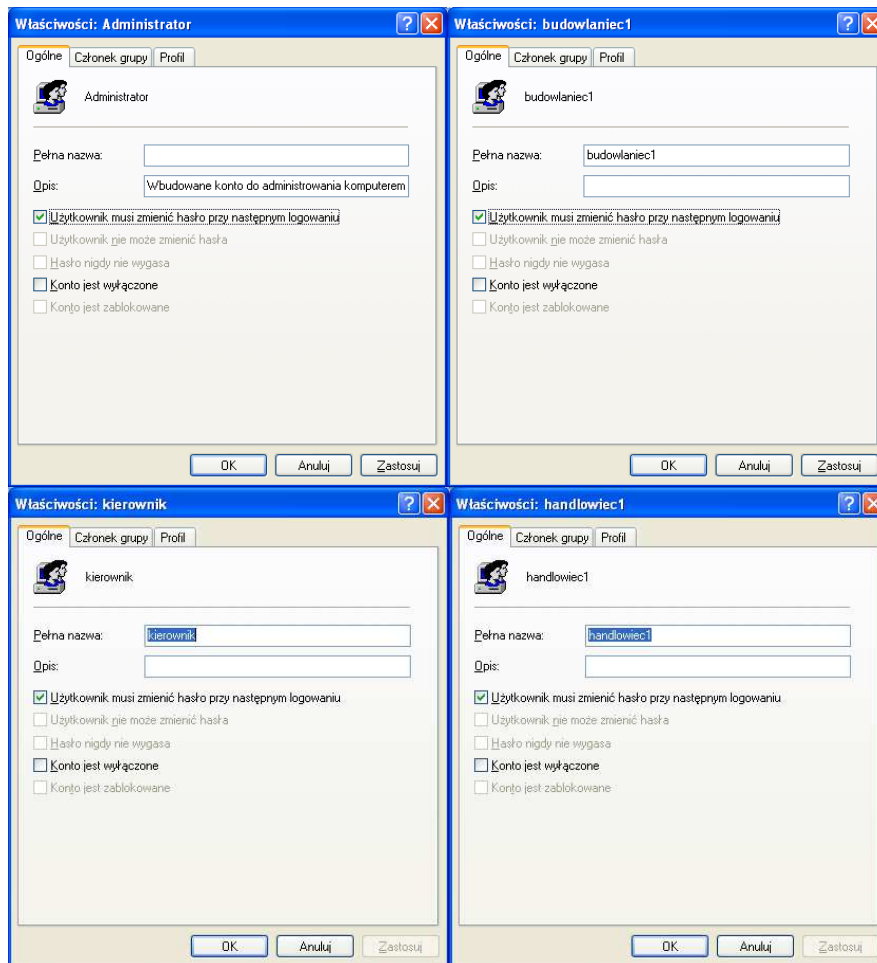 Właściwości: Administrator
Ogólne Członek grupy Profil
Administrator
Pełna nazwa:
Opis: Wbudowane konto do administrowania komputerem
Użytkownik musi zmienić hasło przy następnym logowaniu
Użytkownik nie może zmienić hasła
Hasło nigdy nie wygasa
Konto jest wyłączone
Konto jest zablokowane
OK Anuluj Zastosuj
Właściwości: budowlaniec1
Ogólne Członek grupy Profil
budowlaniec1
Pełna nazwa: budowlaniec1
Opis:
Użytkownik musi zmienić hasło przy następnym logowaniu
Użytkownik nie może zmienić hasła
Hasło nigdy nie wygasa
Konto jest wyłączone
Konto jest zablokowane
OK Anuluj Zastosuj
Właściwości: kierownik
Ogólne Członek grupy Profil
kierownik
Pełna nazwa: kierownik
Opis:
Użytkownik musi zmienić hasło przy następnym logowaniu
Użytkownik nie może zmienić hasła
Hasło nigdy nie wygasa
Konto jest wyłączone
Konto jest zablokowane
OK Anuluj Zastosuj
Właściwości: handlowiec1
Ogólne Członek grupy Profil
handlowiec1
Pełna nazwa: handlowiec1
Opis:
Użytkownik musi zmienić hasło przy następnym logowaniu
Użytkownik nie może zmienić hasła
Hasło nigdy nie wygasa
Konto jest wyłączone
Konto jest zablokowane
OK Anuluj Zastosuj